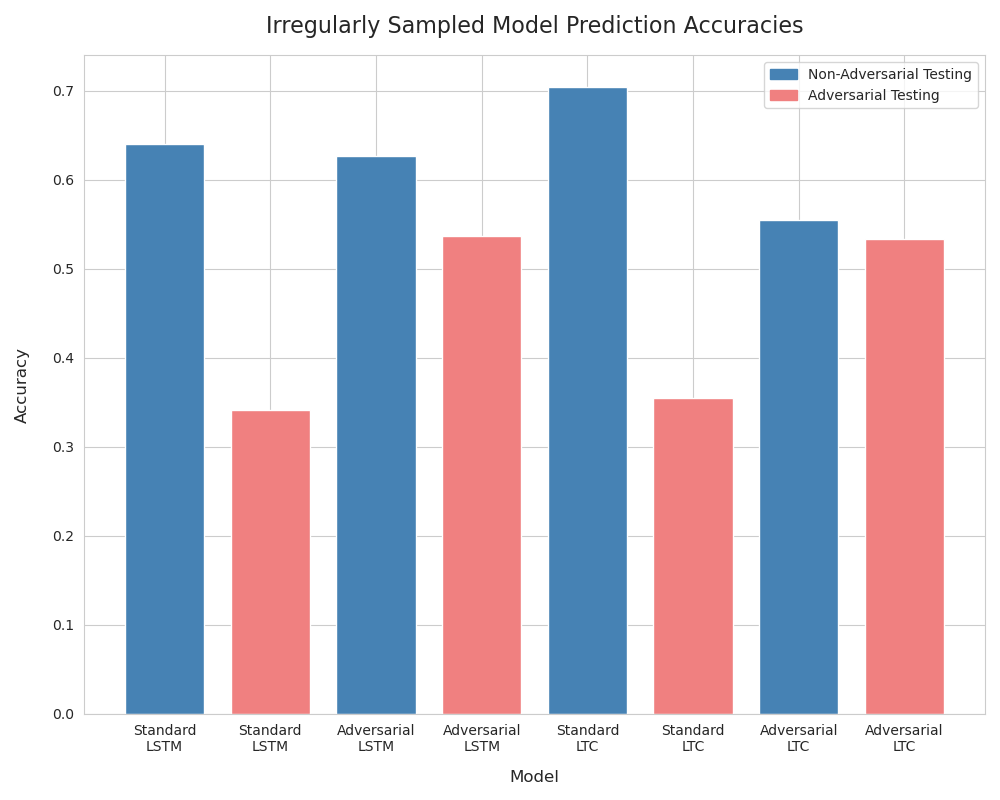 Irregularly Sampled Model Prediction Accuracies
Non-Adversarial Testing
Adversarial Testing
Accuracy
0.7
0.6
0.5
0.4
0.3
0.2
0.1
0.0
Standard
LSTM
Standard
LSTM
Adversarial
LSTM
Adversarial
LSTM
Standard
LTC
Standard
LTC
Adversarial
LTC
Adversarial
LTC
Model